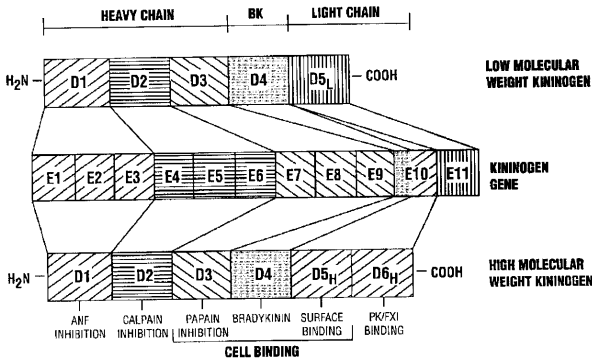 HEAVY CHAIN BK LIGHT CHAIN
H₂N D1 D2 D3 D4 D5L COOH
LOW MOLECULAR
WEIGHT KININOGEN
E1 E2 E3 E4 E5 E6 E7 E8 E9 E10 E11
KININOGEN
GENE
H₂N D1 D2 D3 D4 D5H D6H COOH
HIGH MOLECULAR
WEIGHT KININOGEN
ANF CALPAIN PAPAIN BRADYKININ SURFACE PK/FXI
INHIBITION INHIBITION INHIBITION BINDING BINDING
CELL BINDING